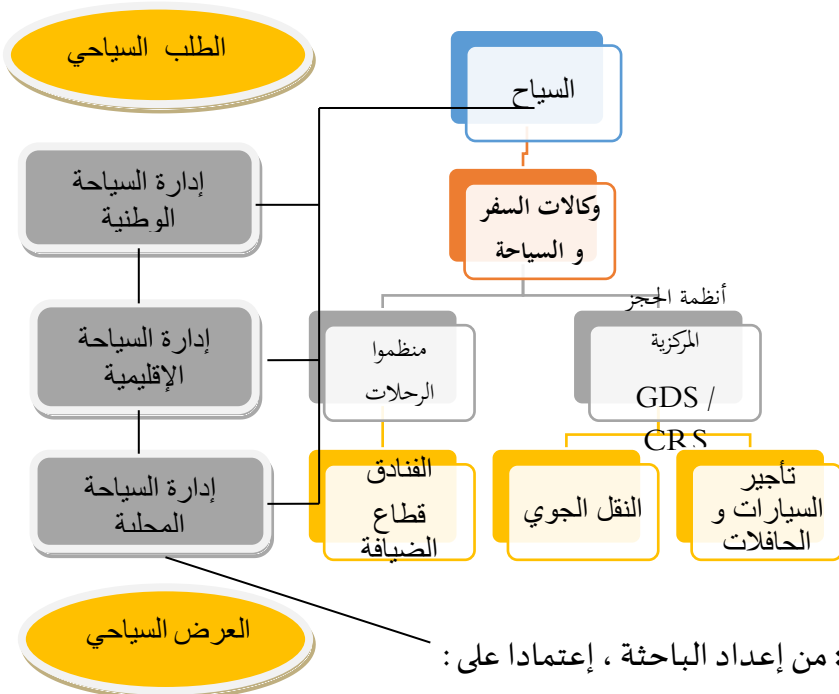 الطلب السياحي
السياح
إدارة السياحة
الوطنية
وكالات السفر
و السياحة
أنظمة الحجز
المركزية
GDS /
CRS
منظموا
الرحلات
إدارة السياحة
الإقليمية
إدارة السياحة
المحلية
الفنادق
قطاع
الضيافة
النقل الجوي
تأجير
السيارات و
الحافلات
العرض السياحي
: من إعداد الباحثة ، إعتمادا على :